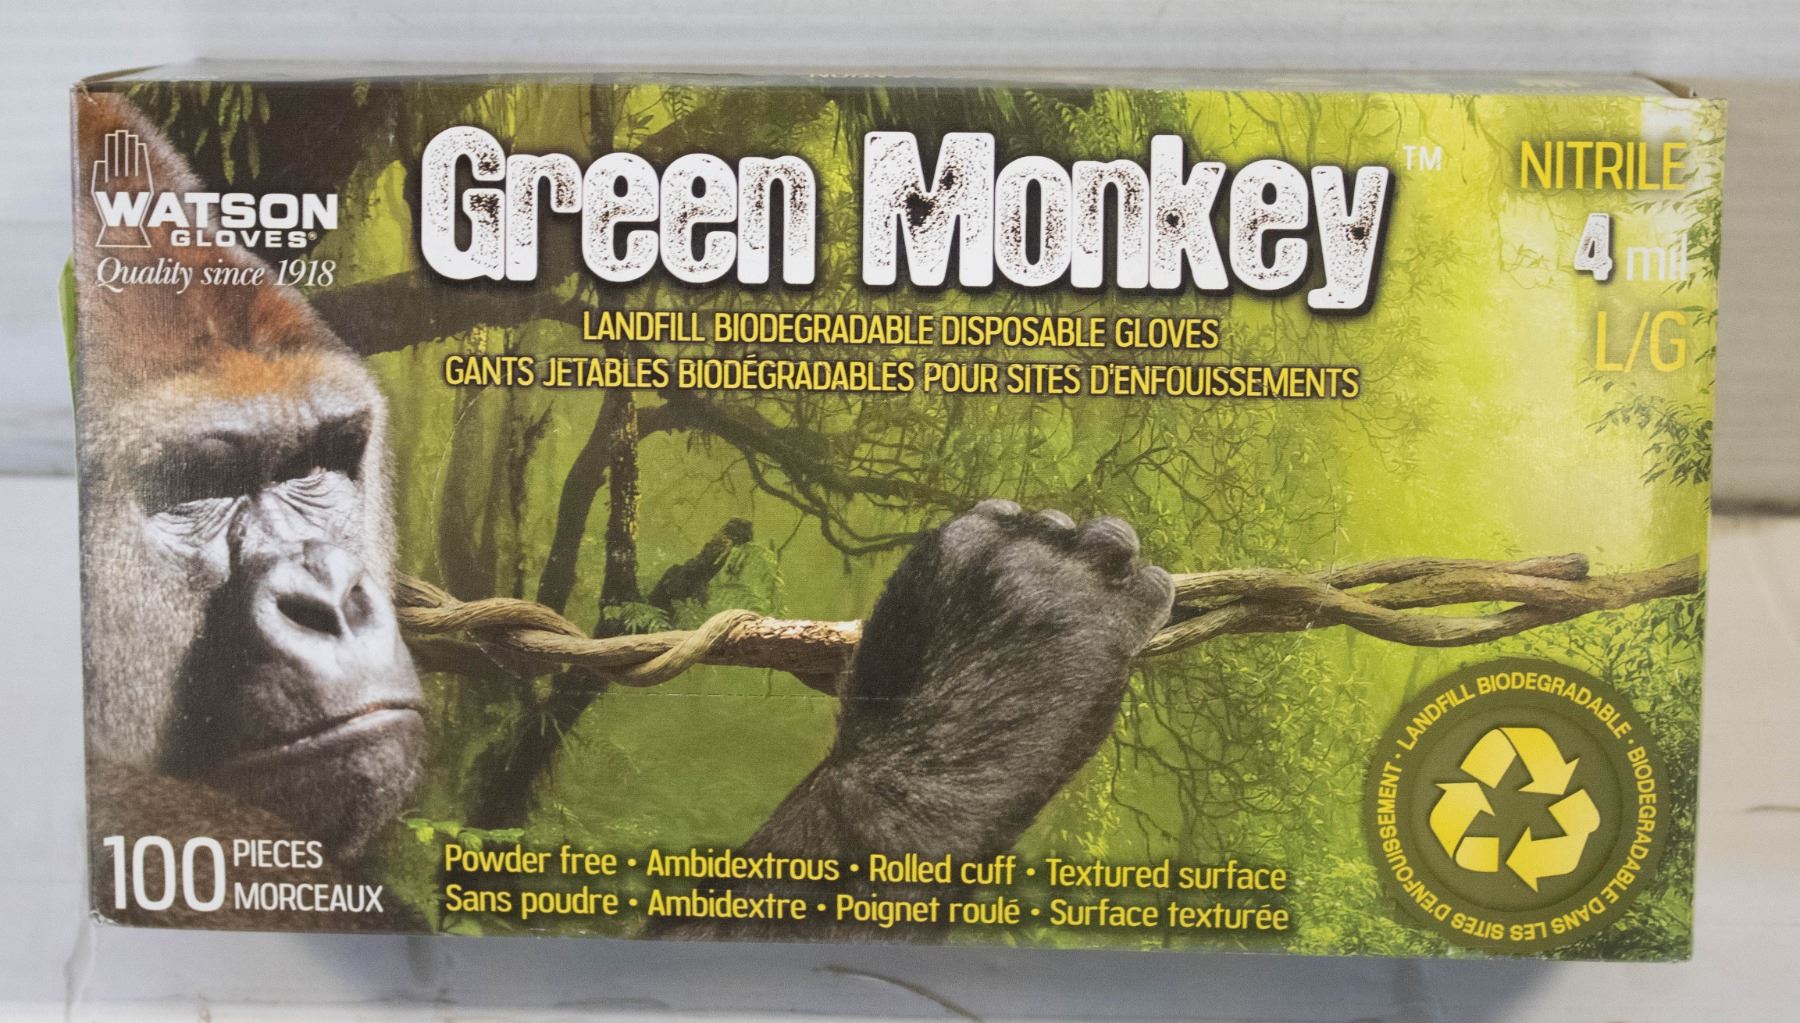 WATSON
GLOVES®
Quality since 1918
Green Monkey™
LANDFILL BIODEGRADABLE DISPOSABLE GLOVES
GANTS JETABLES BIODÉGRADABLES POUR SITES D'ENFOUISSEMENTS
NITRILE
4 mil
L/G
100 PIECES
MORCEAUX
Powder free • Ambidextrous • Rolled cuff • Textured surface
Sans poudre • Ambidextre • Poignet roulé • Surface texturée
LANDFILL BIODEGRADABLE • BIODEGRADABLE DANS LES SITES D'ENFOUISSEMENT •